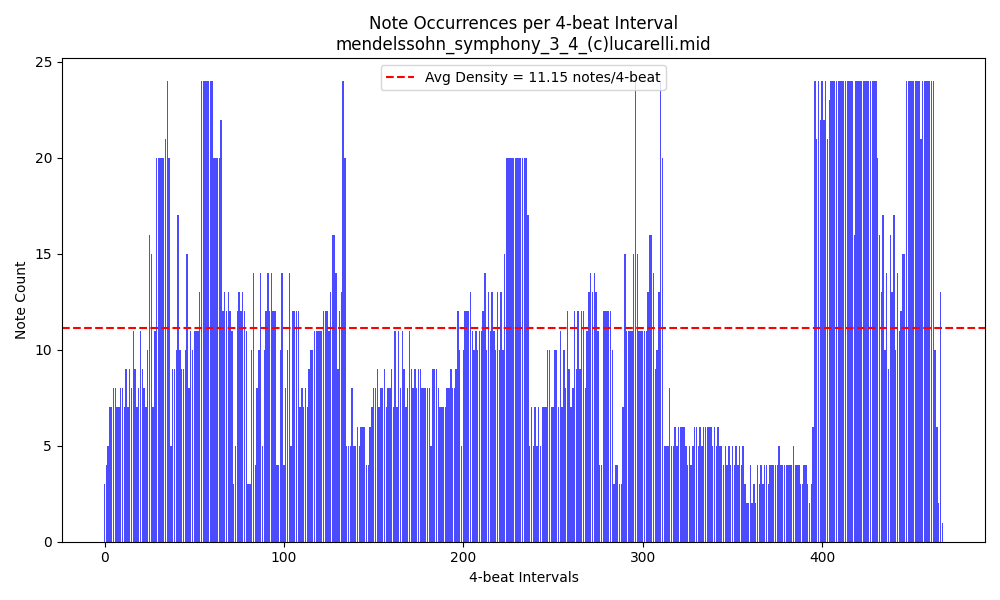 Note Occurrences per 4-beat Interval
mendelssohn_symphony_3_4_(c)lucarelli.mid
Avg Density = 11.15 notes/4-beat
Note Count
25
20
15
10
5
0
0 100 200 300 400
4-beat Intervals